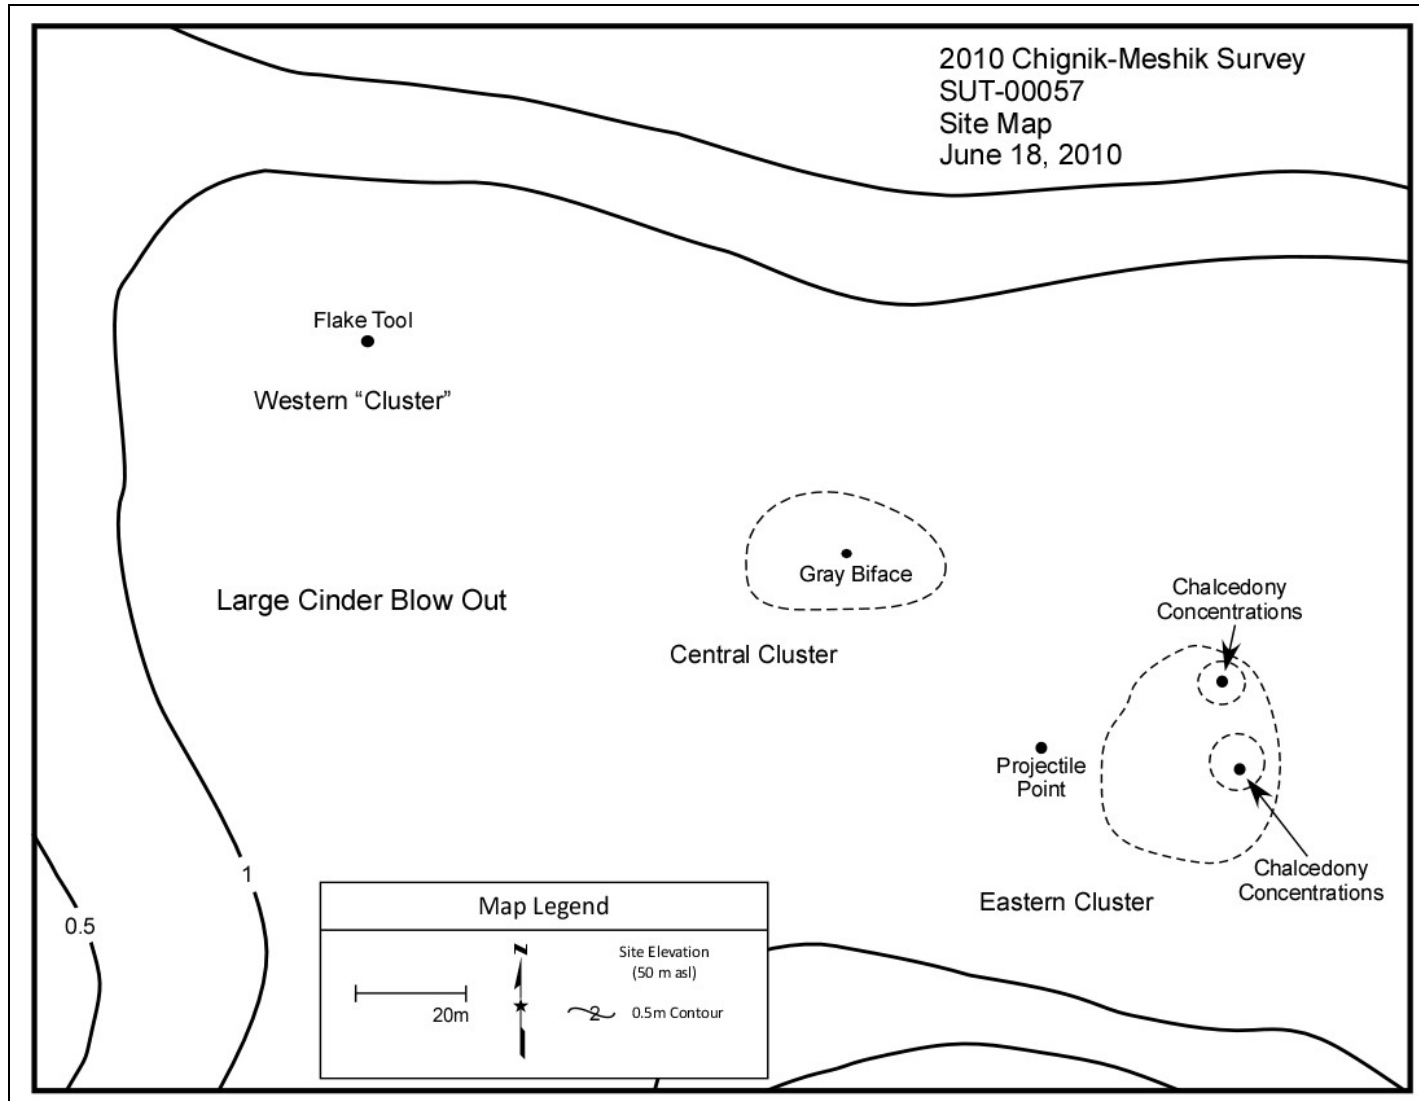 2010 Chignik-Meshik Survey
SUT-00057
Site Map
June 18, 2010
Flake Tool
Western “Cluster”
Gray Biface
Large Cinder Blow Out
Chalcedony
Concentrations
Central Cluster
Projectile
Point
1
Chalcedony
Concentrations
Eastern Cluster
0.5
Map Legend
N
Site Elevation
(50 m asl)
20m
2
0.5m Contour